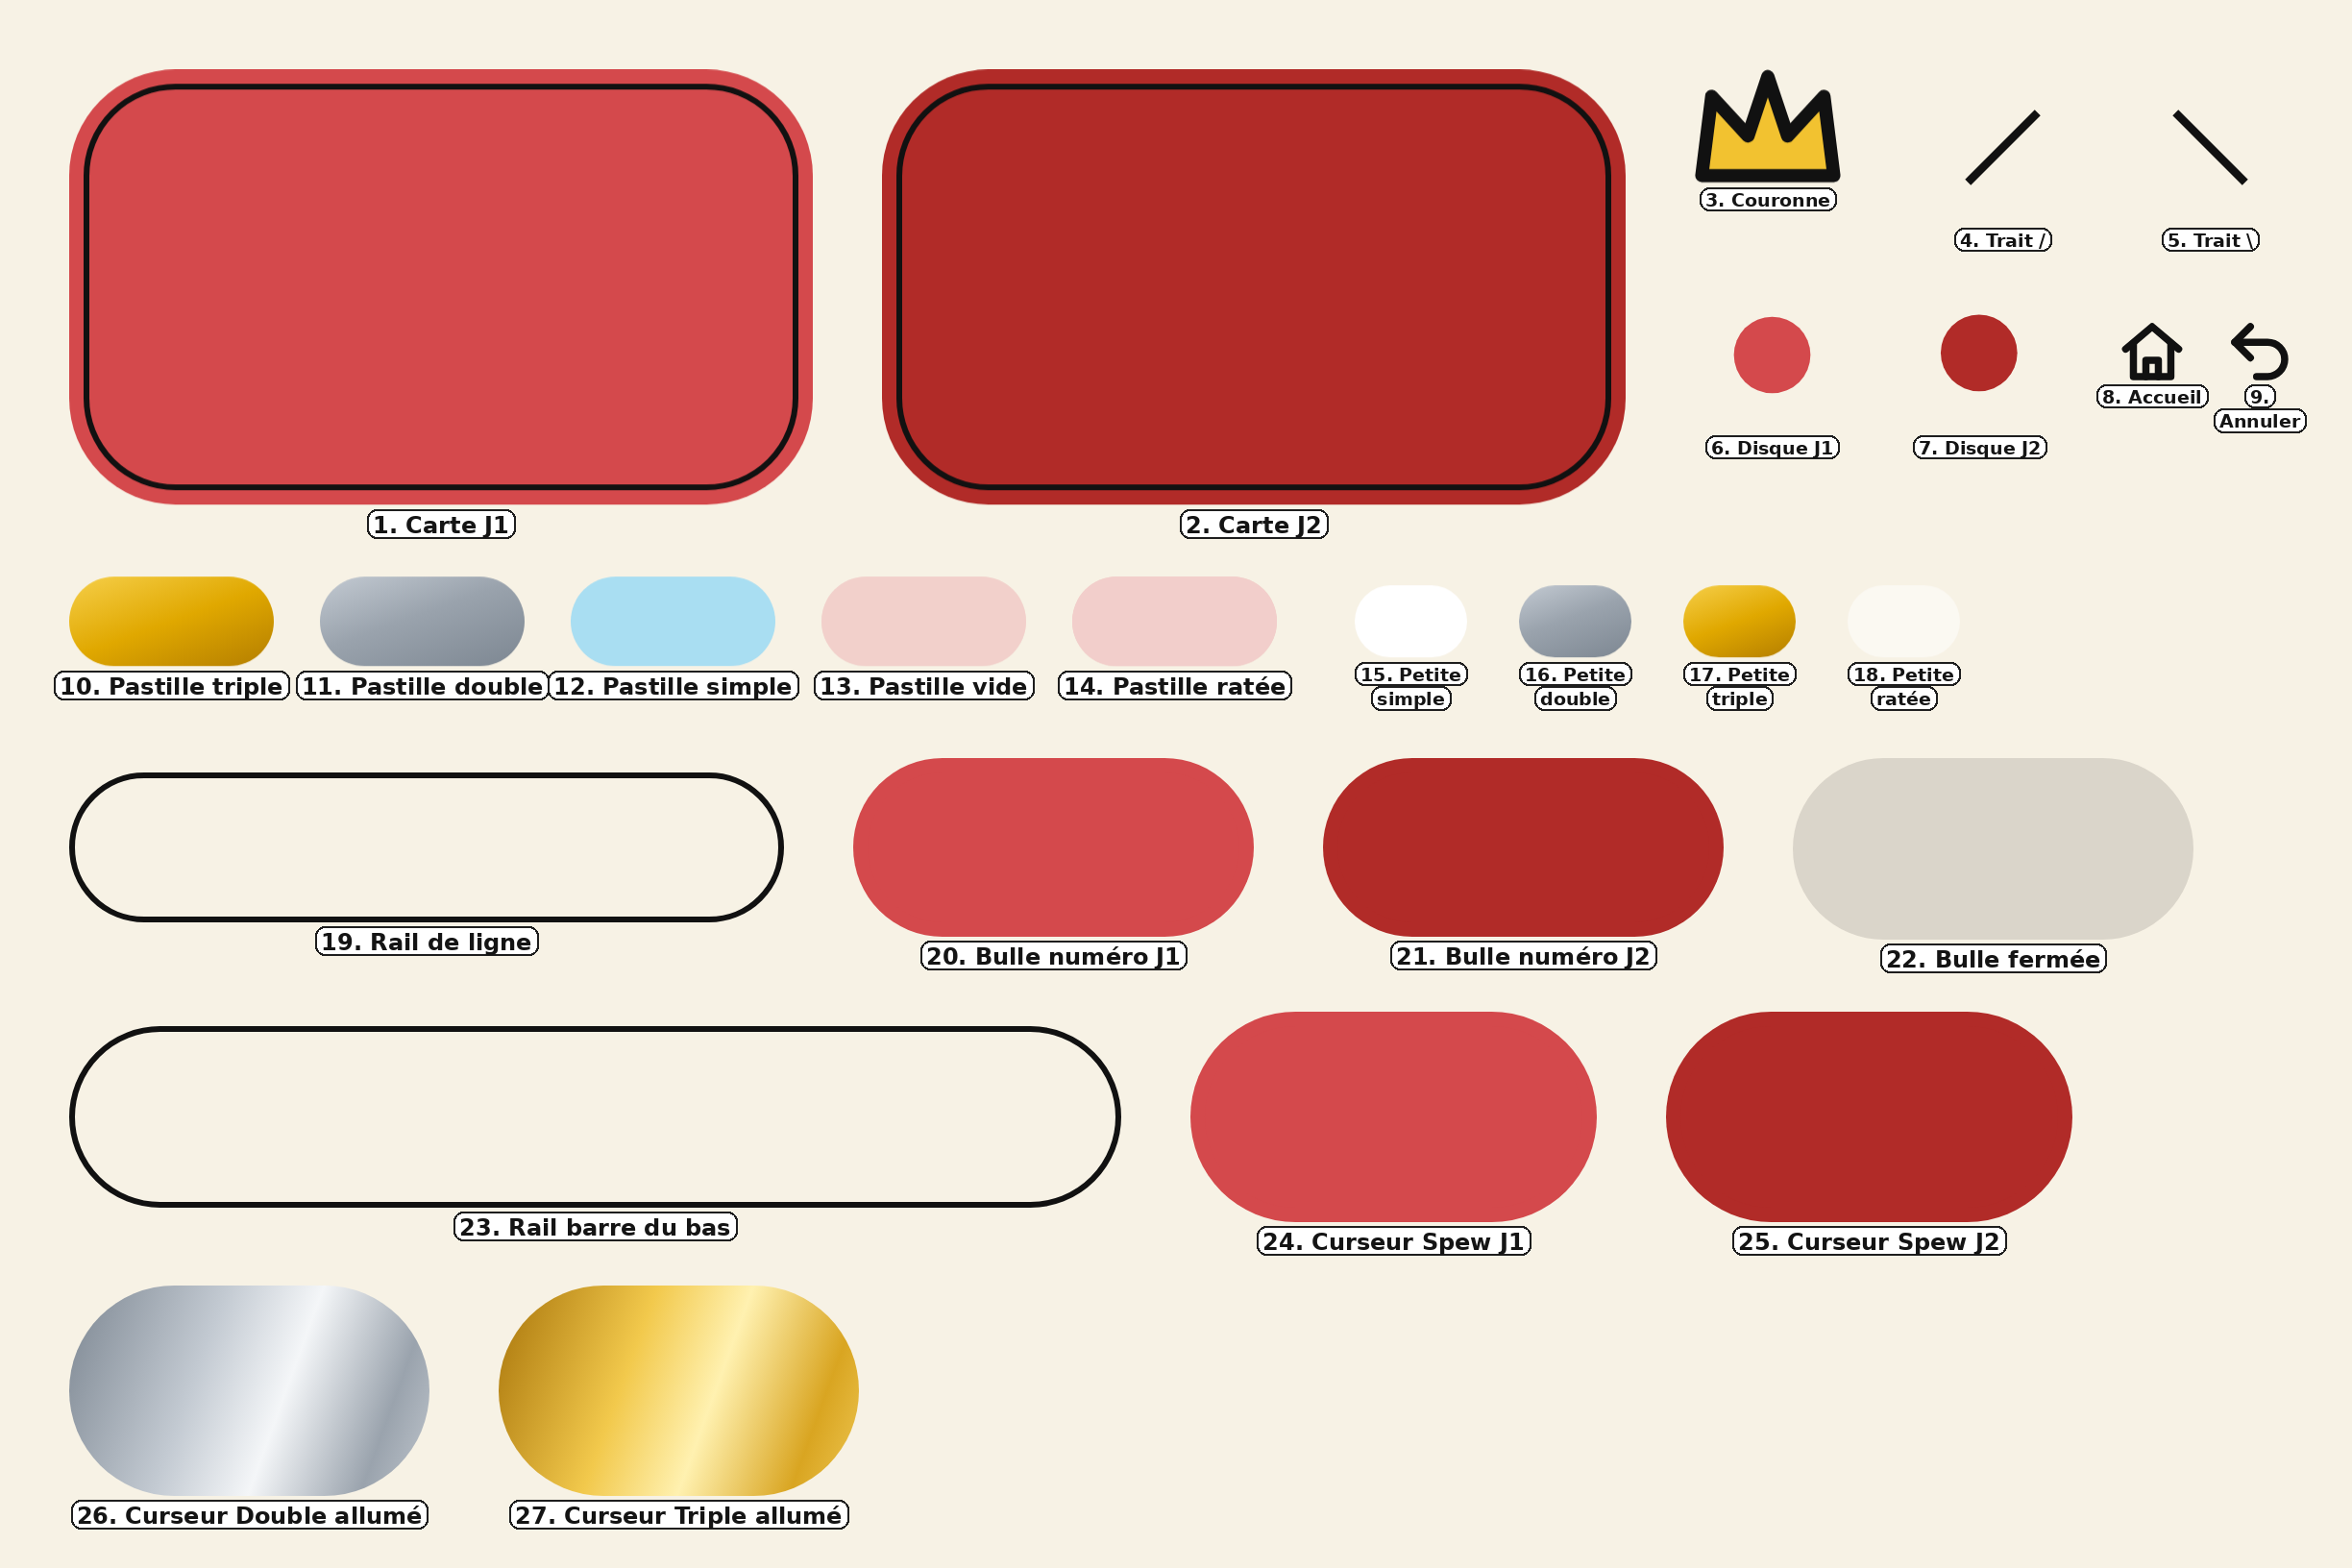 3. Couronne
4. Trait /
5. Trait \
6. Disque J1
7. Disque J2
8. Accueil
9.
Annuler
1. Carte J1
2. Carte J2
10. Pastille triple
11. Pastille double
12. Pastille simple
13. Pastille vide
14. Pastille ratée
15. Petite
simple
16. Petite
double
17. Petite
triple
18. Petite
ratée
19. Rail de ligne
20. Bulle numéro J1
21. Bulle numéro J2
22. Bulle fermée
23. Rail barre du bas
24. Curseur Spew J1
25. Curseur Spew J2
26. Curseur Double allumé
27. Curseur Triple allumé